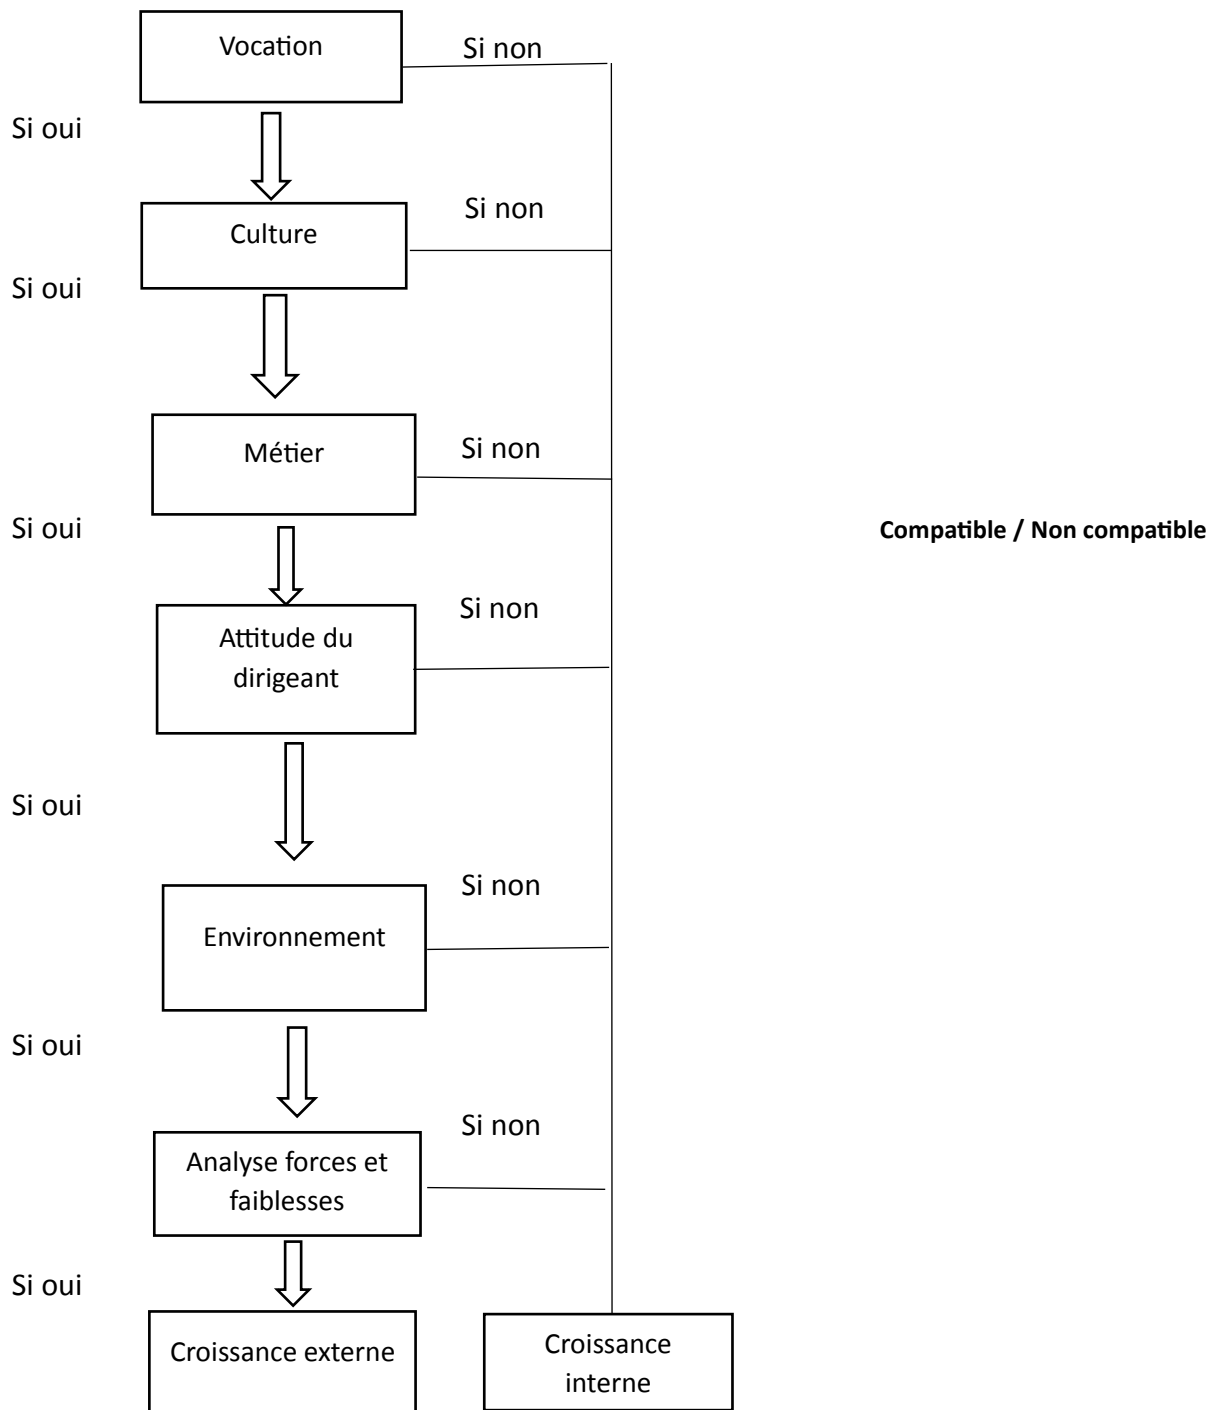 Vocation
Si non
Si oui
Culture
Si non
Si oui
Métier
Si non
Si oui
Compatible / Non compatible
Attitude du
dirigeant
Si non
Si oui
Environnement
Si non
Si oui
Analyse forces et
faiblesses
Si non
Si oui
Croissance externe
Croissance
interne